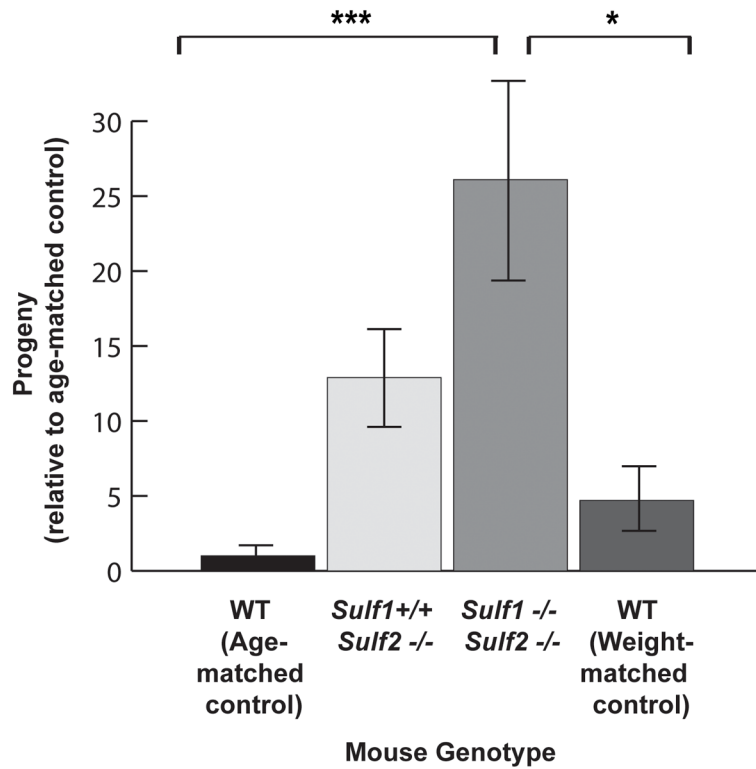 ***
*
Progeny
(relative to age-matched control)
30
25
20
15
10
5
0
WT
(Age-
matched
control)
Sulf1+/+
Sulf2 -/-
Sulf1 -/-
Sulf2 -/-
WT
(Weight-
matched
control)
Mouse Genotype